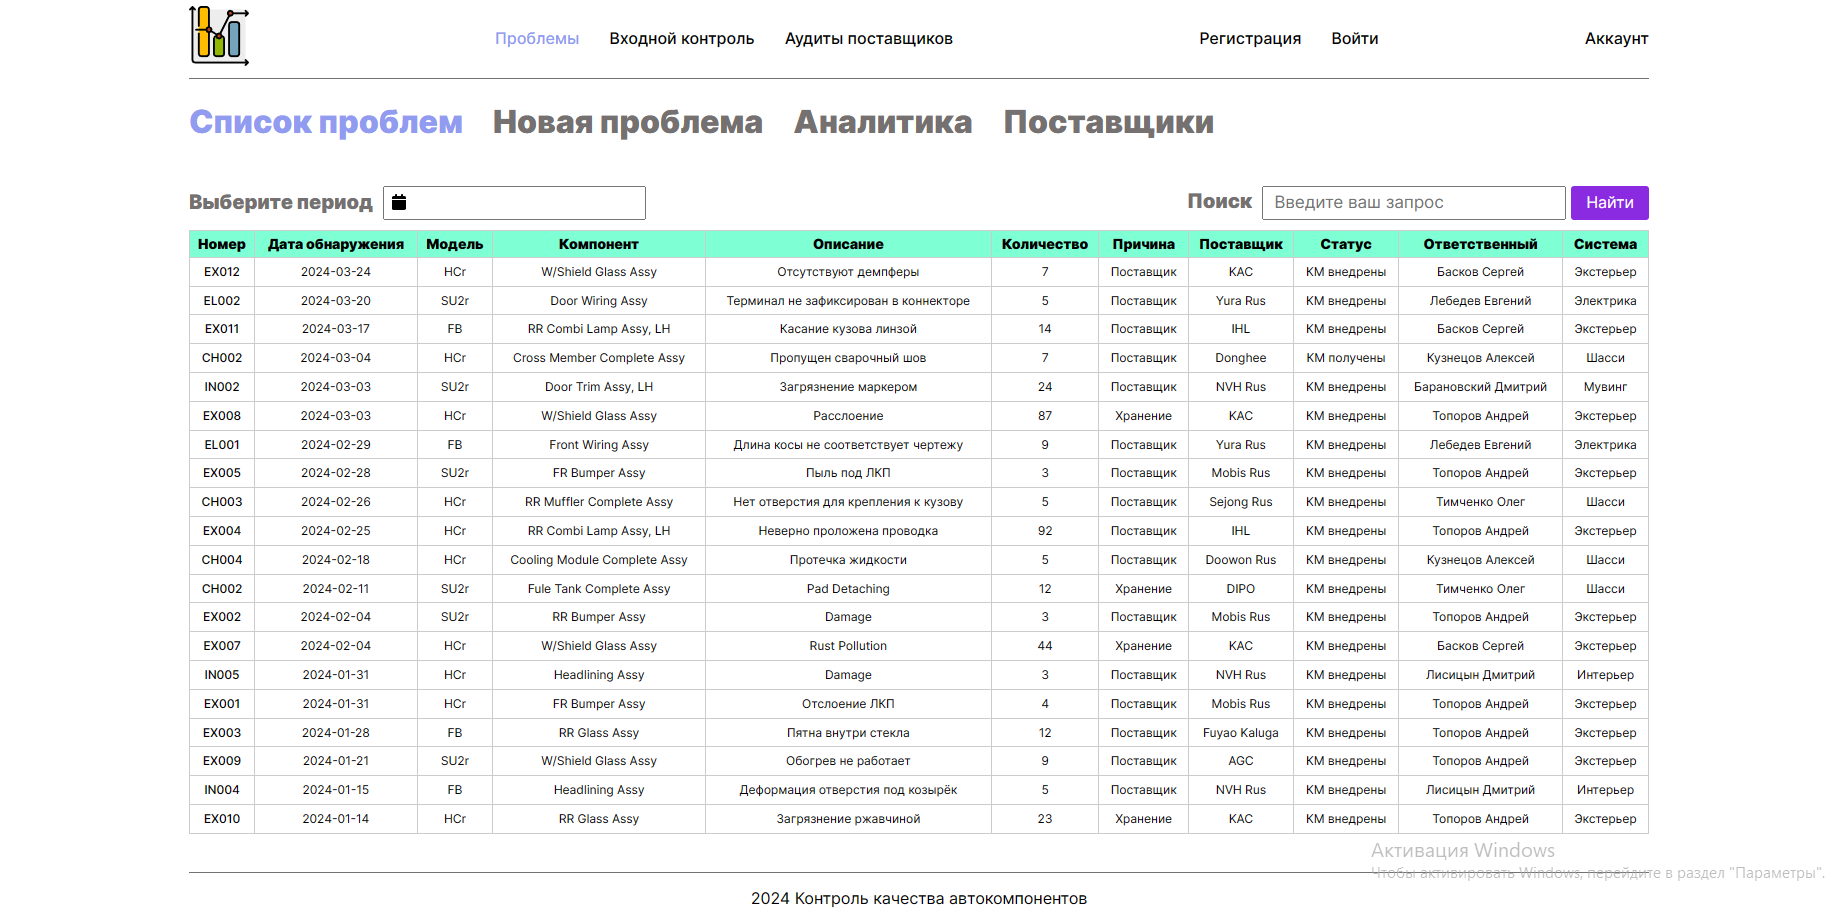 Проблемы Входной контроль Аудиты поставщиков Регистрация Войти Аккаунт
Список проблем Новая проблема Аналитика Поставщики
Выберите период Поиск Введите ваш запрос Найти
Номер Дата обнаружения Модель Компонент Описание Количество Причина Поставщик Статус Ответственный Система
EX012 2024-03-24 HCr W/Shield Glass Assy Отсутствуют демпферы 7 Поставщик KAC КМ внедрены Басков Сергей Экстерьер
EL002 2024-03-20 SU2r Door Wiring Assy Терминал не зафиксирован в коннекторе 5 Поставщик Yura Rus КМ внедрены Лебедев Евгений Электрика
EX011 2024-03-17 FB RR Combi Lamp Assy, LH Касание кузова линзой 14 Поставщик IHL КМ внедрены Басков Сергей Экстерьер
CH002 2024-03-04 HCr Cross Member Complete Assy Пропущен сварочный шов 7 Поставщик Donghee КМ получены Кузнецов Алексей Шасси
IN002 2024-03-03 SU2r Door Trim Assy, LH Загрязнение маркером 24 Поставщик NVH Rus КМ внедрены Барановский Дмитрий Мувинг
EX008 2024-03-03 HCr W/Shield Glass Assy Расслоение 87 Хранение KAC КМ внедрены Топоров Андрей Экстерьер
EL001 2024-02-29 FB Front Wiring Assy Длина косы не соответствует чертежу 9 Поставщик Yura Rus КМ внедрены Лебедев Евгений Электрика
EX005 2024-02-28 SU2r FR Bumper Assy Пыль под ЛКП 3 Поставщик Mobis Rus КМ внедрены Топоров Андрей Экстерьер
CH003 2024-02-26 HCr RR Muffler Complete Assy Нет отверстия для крепления к кузову 5 Поставщик Sejong Rus КМ внедрены Тимченко Олег Шасси
EX004 2024-02-25 HCr RR Combi Lamp Assy, LH Неверно проложена проводка 92 Поставщик IHL КМ внедрены Топоров Андрей Экстерьер
CH004 2024-02-18 HCr Cooling Module Complete Assy Протечка жидкости 5 Поставщик Doowon Rus КМ внедрены Кузнецов Алексей Шасси
CH002 2024-02-11 SU2r Fule Tank Complete Assy Pad Detaching 12 Хранение DIPO КМ внедрены Тимченко Олег Шасси
EX002 2024-02-04 SU2r RR Bumper Assy Damage 3 Поставщик Mobis Rus КМ внедрены Топоров Андрей Экстерьер
EX007 2024-02-04 HCr W/Shield Glass Assy Rust Pollution 44 Хранение KAC КМ внедрены Басков Сергей Экстерьер
IN005 2024-01-31 HCr Headlining Assy Damage 3 Поставщик NVH Rus КМ внедрены Лисицын Дмитрий Интерьер
EX001 2024-01-31 HCr FR Bumper Assy Отслоение ЛКП 4 Поставщик Mobis Rus КМ внедрены Топоров Андрей Экстерьер
EX003 2024-01-28 FB RR Glass Assy Пятна внутри стекла 12 Поставщик Fuyao Kaluga КМ внедрены Топоров Андрей Экстерьер
EX009 2024-01-21 SU2r W/Shield Glass Assy Обогрев не работает 9 Поставщик AGC КМ внедрены Топоров Андрей Экстерьер
IN004 2024-01-15 FB Headlining Assy Деформация отверстия под козырёк 5 Поставщик NVH Rus КМ внедрены Лисицын Дмитрий Интерьер
EX010 2024-01-14 HCr RR Glass Assy Загрязнение ржавчиной 23 Хранение KAC КМ внедрены Топоров Андрей Экстерьер
Активация Windows
Чтобы активировать Windows, перейдите в раздел "Параметры".
2024 Контроль качества автокомпонентов